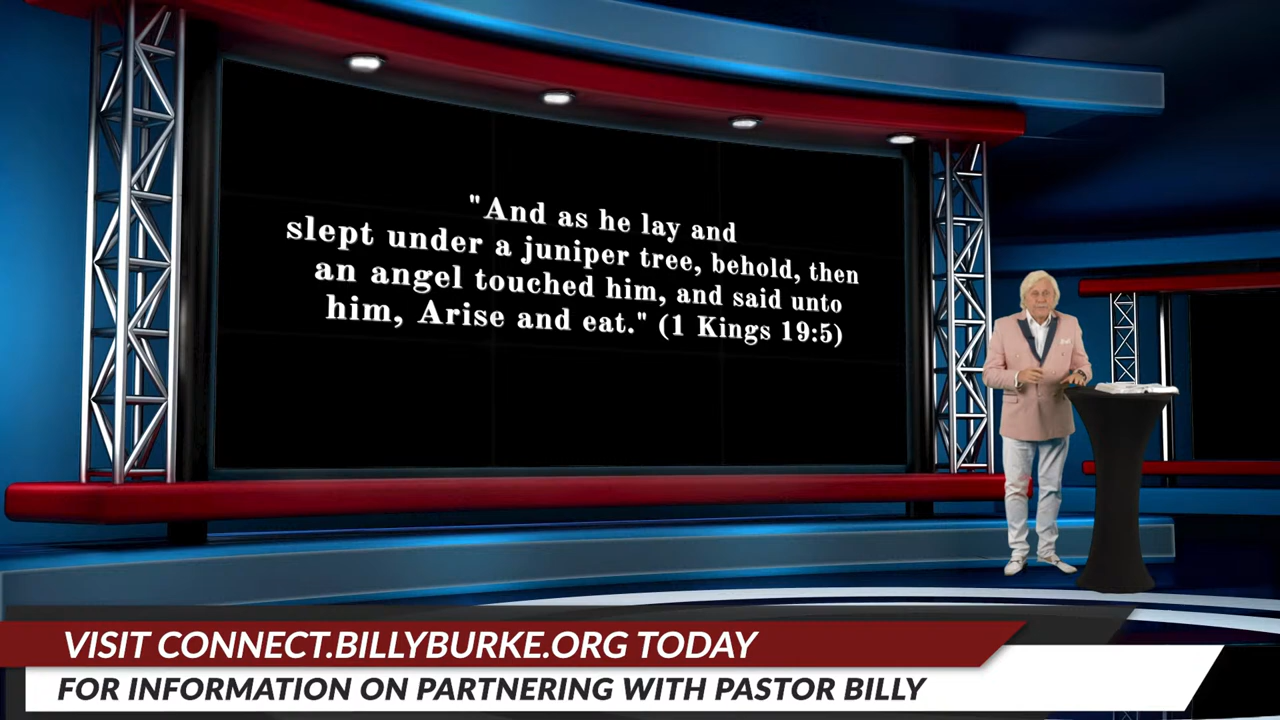 "And as he lay and
slept under a juniper tree, behold, then
an angel touched him, and said unto
him, Arise and eat." (1 Kings 19:5)
VISIT CONNECT.BILLYBURKE.ORG TODAY
FOR INFORMATION ON PARTNERING WITH PASTOR BILLY